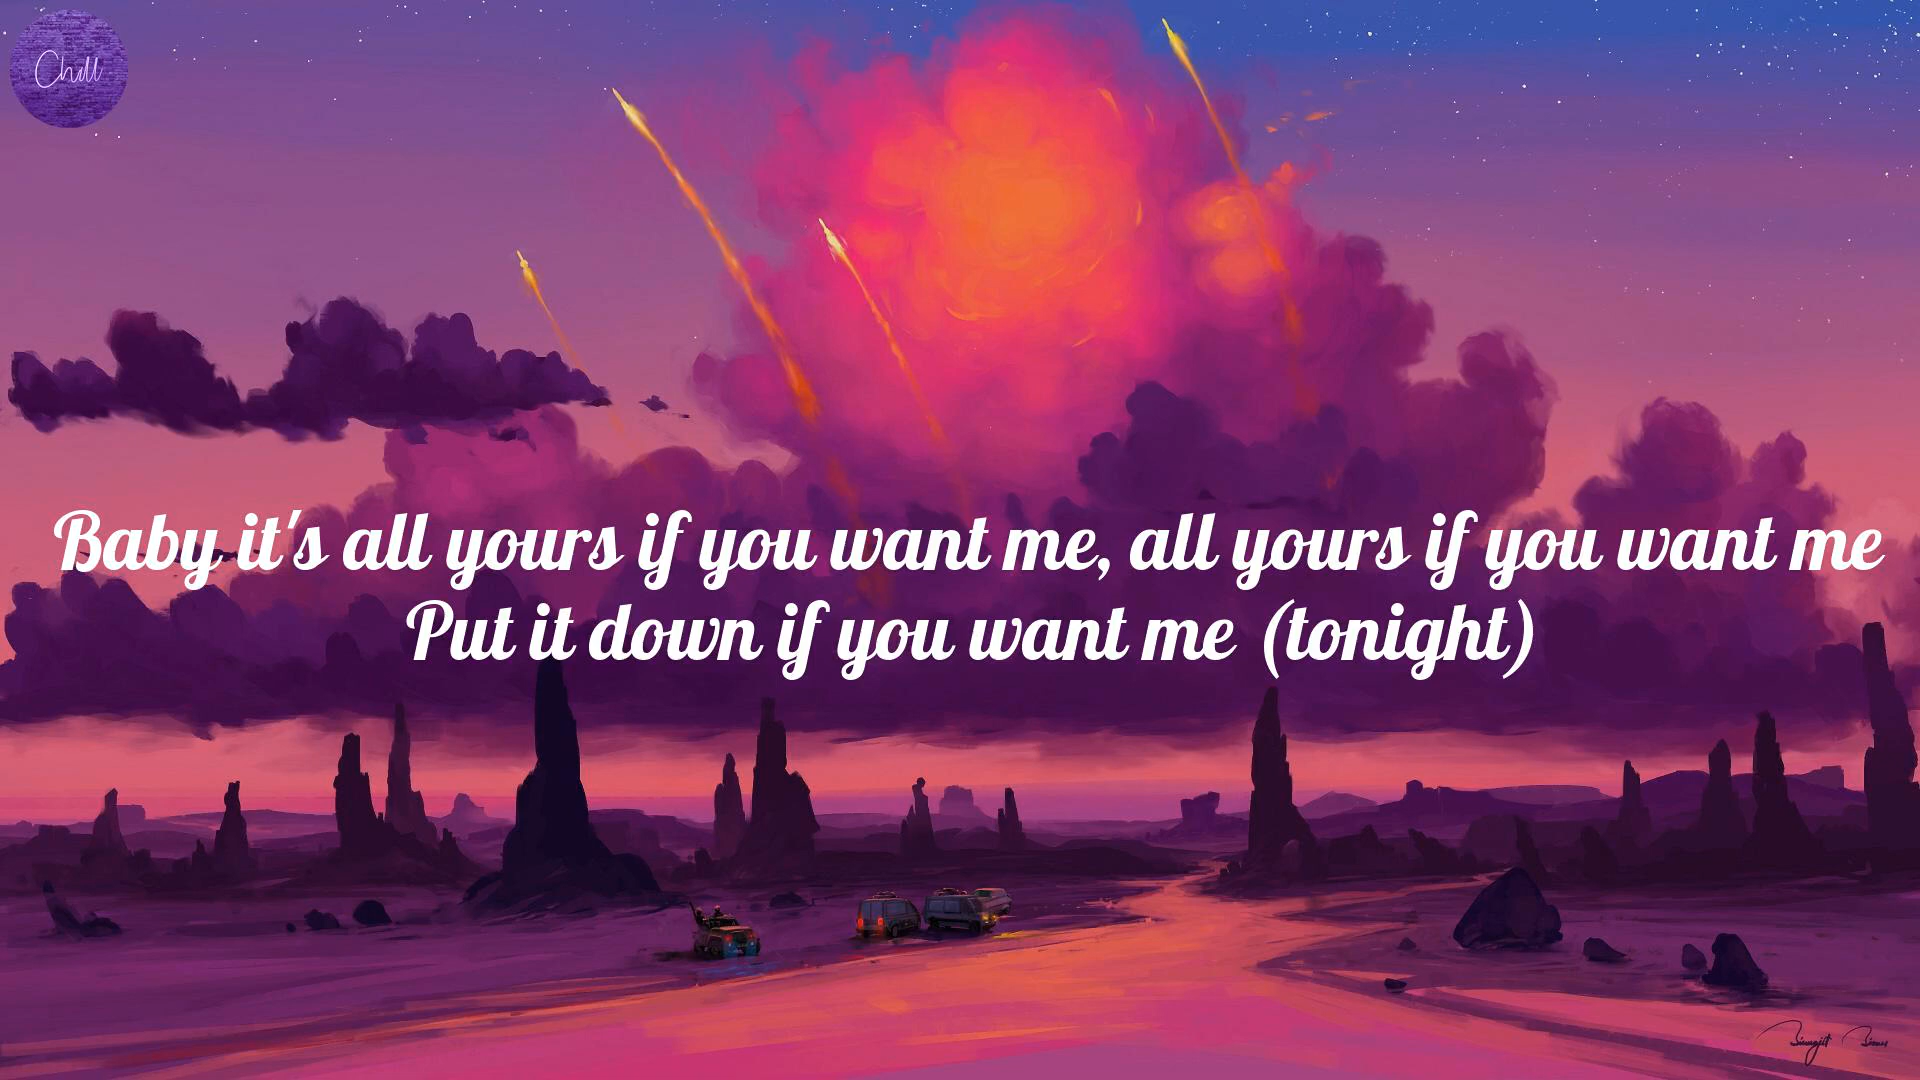 Chill
Baby it's all yours if you want me, all yours if you want me
Put it down if you want me (tonight)